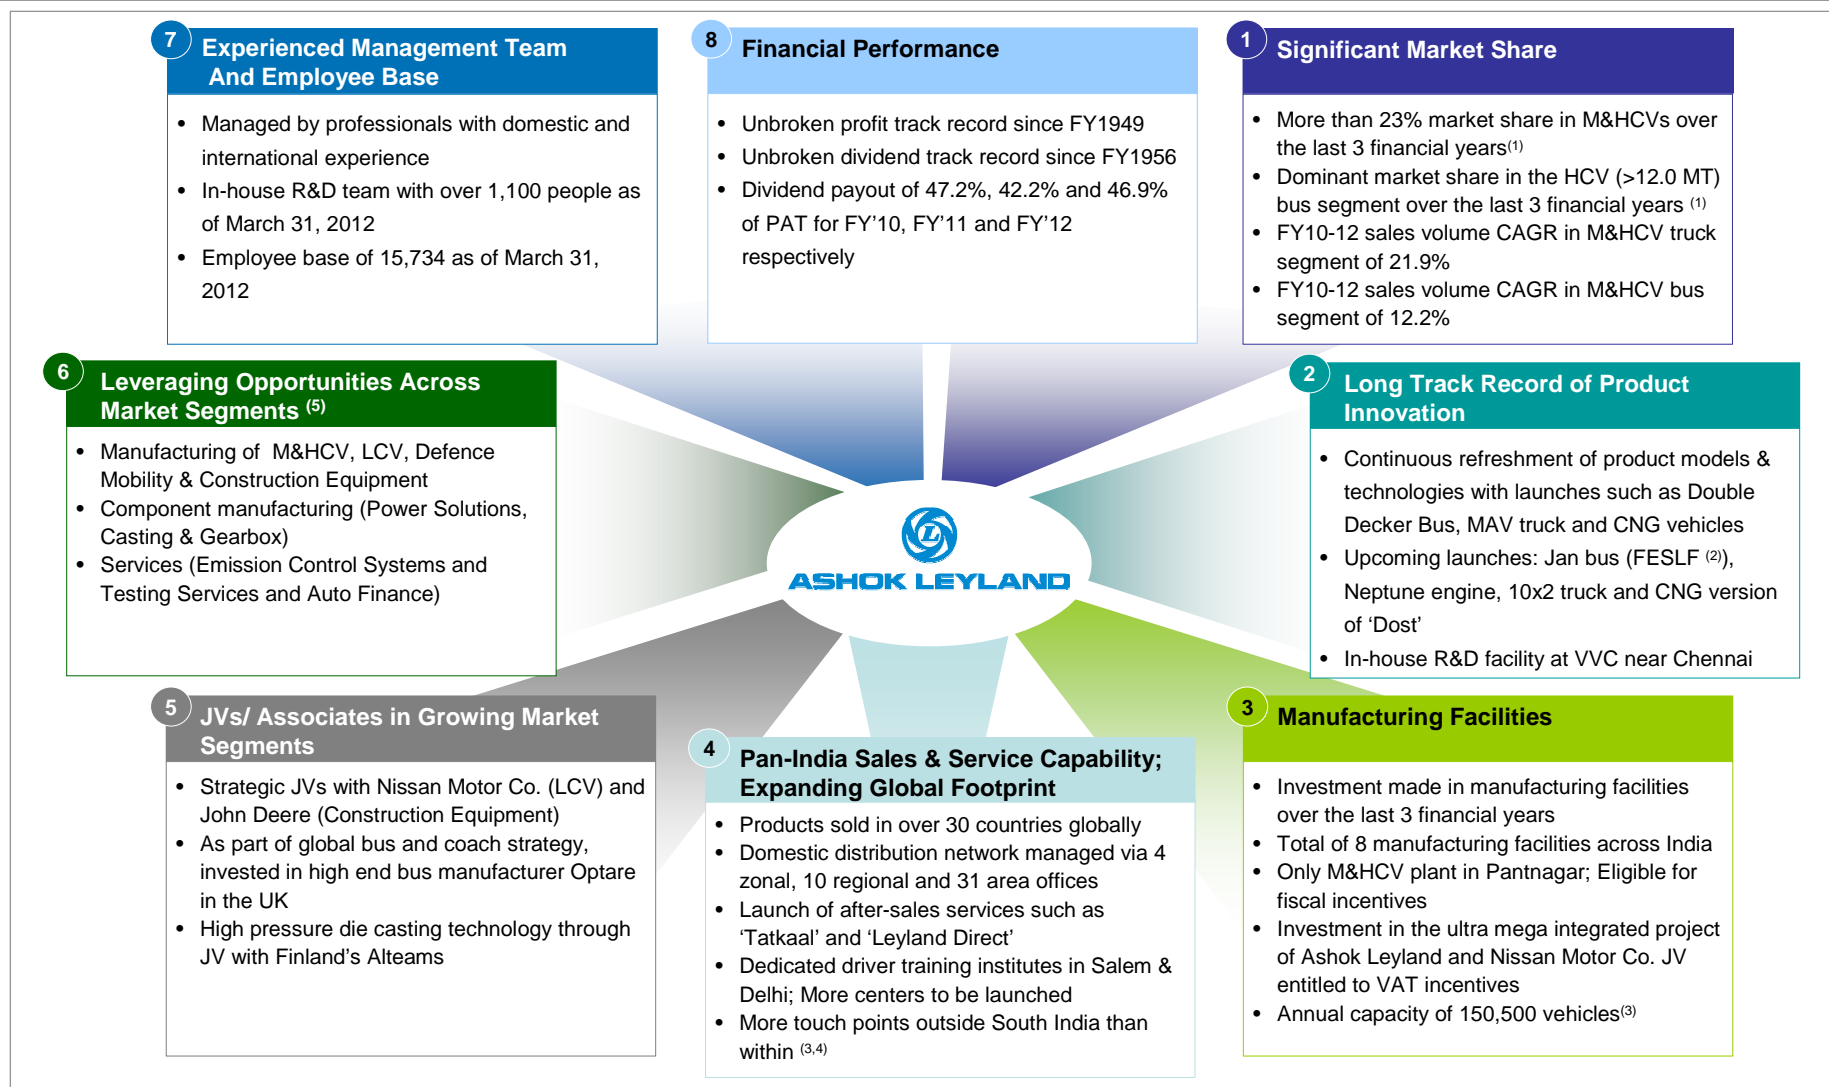 7
Experienced Management Team
And Employee Base
• Managed by professionals with domestic and
international experience
• In-house R&D team with over 1,100 people as
of March 31, 2012
• Employee base of 15,734 as of March 31,
2012
8
Financial Performance
• Unbroken profit track record since FY1949
• Unbroken dividend track record since FY1956
• Dividend payout of 47.2%, 42.2% and 46.9%
of PAT for FY’10, FY’11 and FY’12
respectively
1
Significant Market Share
• More than 23% market share in M&HCVs over
the last 3 financial years(1)
• Dominant market share in the HCV (>12.0 MT)
bus segment over the last 3 financial years (1)
• FY10-12 sales volume CAGR in M&HCV truck
segment of 21.9%
• FY10-12 sales volume CAGR in M&HCV bus
segment of 12.2%
6
Leveraging Opportunities Across
Market Segments (5)
• Manufacturing of M&HCV, LCV, Defence
Mobility & Construction Equipment
• Component manufacturing (Power Solutions,
Casting & Gearbox)
• Services (Emission Control Systems and
Testing Services and Auto Finance)
L
ASHOK LEYLAND
2
Long Track Record of Product
Innovation
• Continuous refreshment of product models &
technologies with launches such as Double
Decker Bus, MAV truck and CNG vehicles
• Upcoming launches: Jan bus (FESLF (2)),
Neptune engine, 10x2 truck and CNG version
of ‘Dost’
• In-house R&D facility at VVC near Chennai
5
JVs/ Associates in Growing Market
Segments
• Strategic JVs with Nissan Motor Co. (LCV) and
John Deere (Construction Equipment)
• As part of global bus and coach strategy,
invested in high end bus manufacturer Optare
in the UK
• High pressure die casting technology through
JV with Finland’s Alteams
4
Pan-India Sales & Service Capability;
Expanding Global Footprint
• Products sold in over 30 countries globally
• Domestic distribution network managed via 4
zonal, 10 regional and 31 area offices
• Launch of after-sales services such as
‘Tatkaal’ and ‘Leyland Direct’
• Dedicated driver training institutes in Salem &
Delhi; More centers to be launched
• More touch points outside South India than
within (3,4)
3
Manufacturing Facilities
• Investment made in manufacturing facilities
over the last 3 financial years
• Total of 8 manufacturing facilities across India
• Only M&HCV plant in Pantnagar; Eligible for
fiscal incentives
• Investment in the ultra mega integrated project
of Ashok Leyland and Nissan Motor Co. JV
entitled to VAT incentives
• Annual capacity of 150,500 vehicles(3)